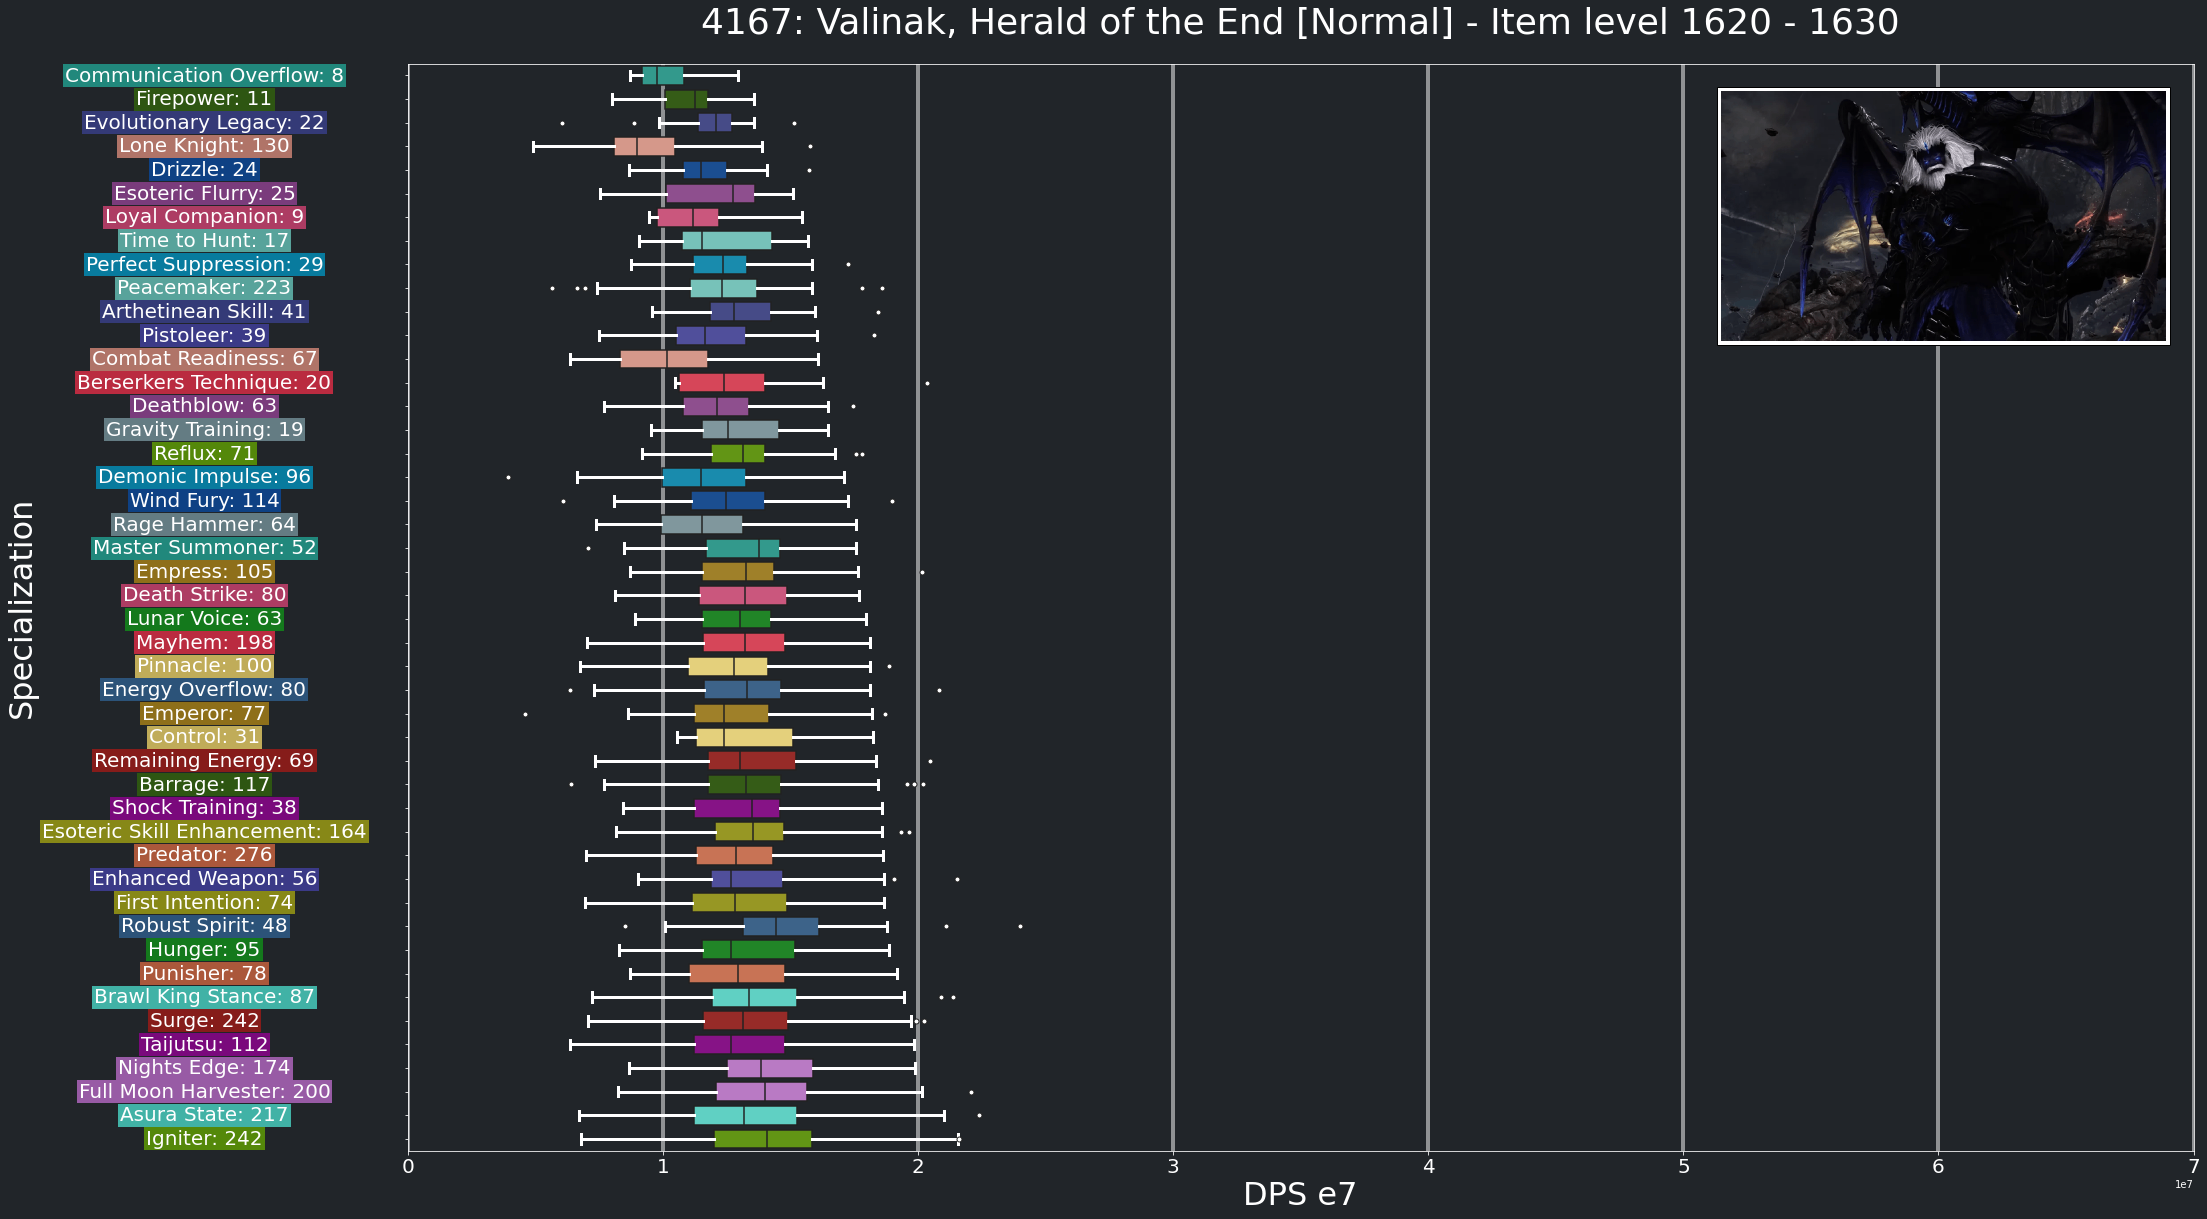 4167: Valinak, Herald of the End [Normal] - Item level 1620 - 1630
Specialization
Communication Overflow: 8
Firepower: 11
Evolutionary Legacy: 22
Lone Knight: 130
Drizzle: 24
Esoteric Flurry: 25
Loyal Companion: 9
Time to Hunt: 17
Perfect Suppression: 29
Peacemaker: 223
Arthetinean Skill: 41
Pistoleer: 39
Combat Readiness: 67
Berserkers Technique: 20
Deathblow: 63
Gravity Training: 19
Reflux: 71
Demonic Impulse: 96
Wind Fury: 114
Rage Hammer: 64
Master Summoner: 52
Empress: 105
Death Strike: 80
Lunar Voice: 63
Mayhem: 198
Pinnacle: 100
Energy Overflow: 80
Emperor: 77
Control: 31
Remaining Energy: 69
Barrage: 117
Shock Training: 38
Esoteric Skill Enhancement: 164
Predator: 276
Enhanced Weapon: 56
First Intention: 74
Robust Spirit: 48
Hunger: 95
Punisher: 78
Brawl King Stance: 87
Surge: 242
Taijutsu: 112
Nights Edge: 174
Full Moon Harvester: 200
Asura State: 217
Igniter: 242
0 1 2 3 4 5 6 7
1e7
DPS e7